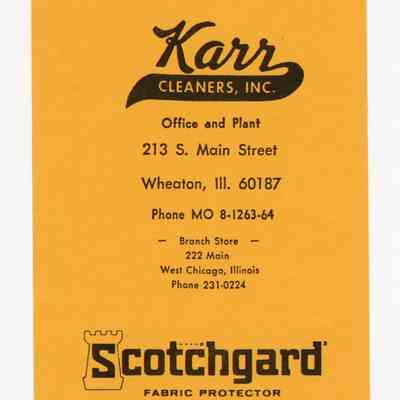 Karr
CLEANERS, INC.
Office and Plant
213 S. Main Street
Wheaton, Ill. 60187
Phone MO 8-1263-64
— Branch Store —
222 Main
West Chicago, Illinois
Phone 231-0224
Scotchgard
FABRIC PROTECTOR